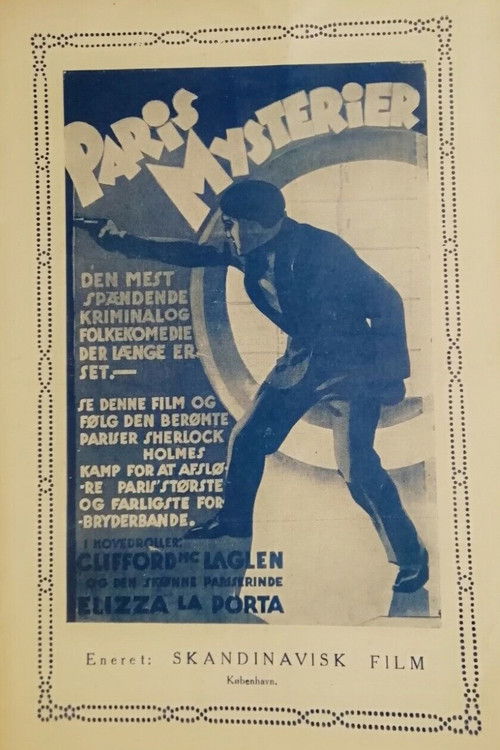 PARIS
MYSTERIER
DEN MEST
SPÆNDENDE
KRIMINAL OG
FOLKEKOMEDIE
DER LÆNGE ER
SET.—
SE DENNE FILM OG
FØLG DEN BERØMTE
PARISER SHERLOCK
HOLMES
KAMP FOR AT AFSLØ-
-RE PARIS' STØRSTE
OG FARLIGSTE FOR-
-BRYDERBANDE.
I HOVEDROLLER:
CLIFFORD MC LAGLEN
OG DEN SKØNNE PARISERINDE
ELIZZA LA PORTA
Eneret: SKANDINAVISK FILM
København.